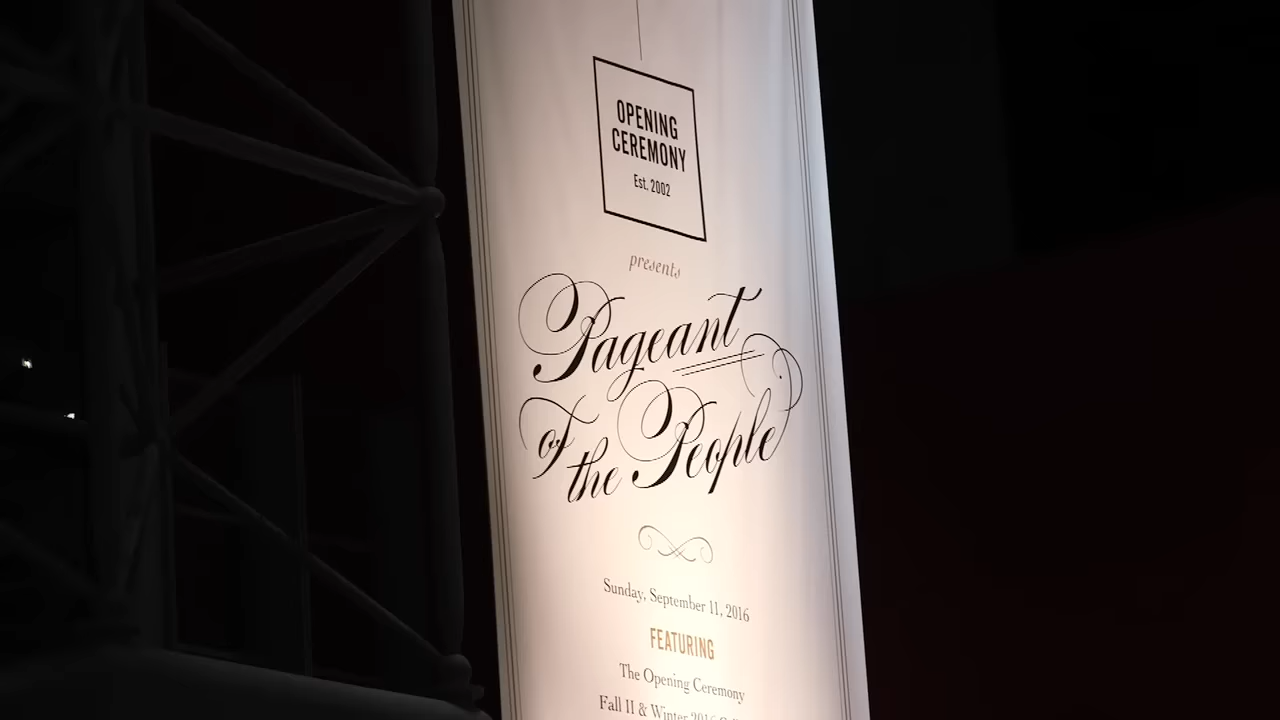 OPENING
CEREMONY
Est. 2002
presents
Pageant
of the People
Sunday, September 11, 2016
FEATURING
The Opening Ceremony
Fall II & Winter 2016